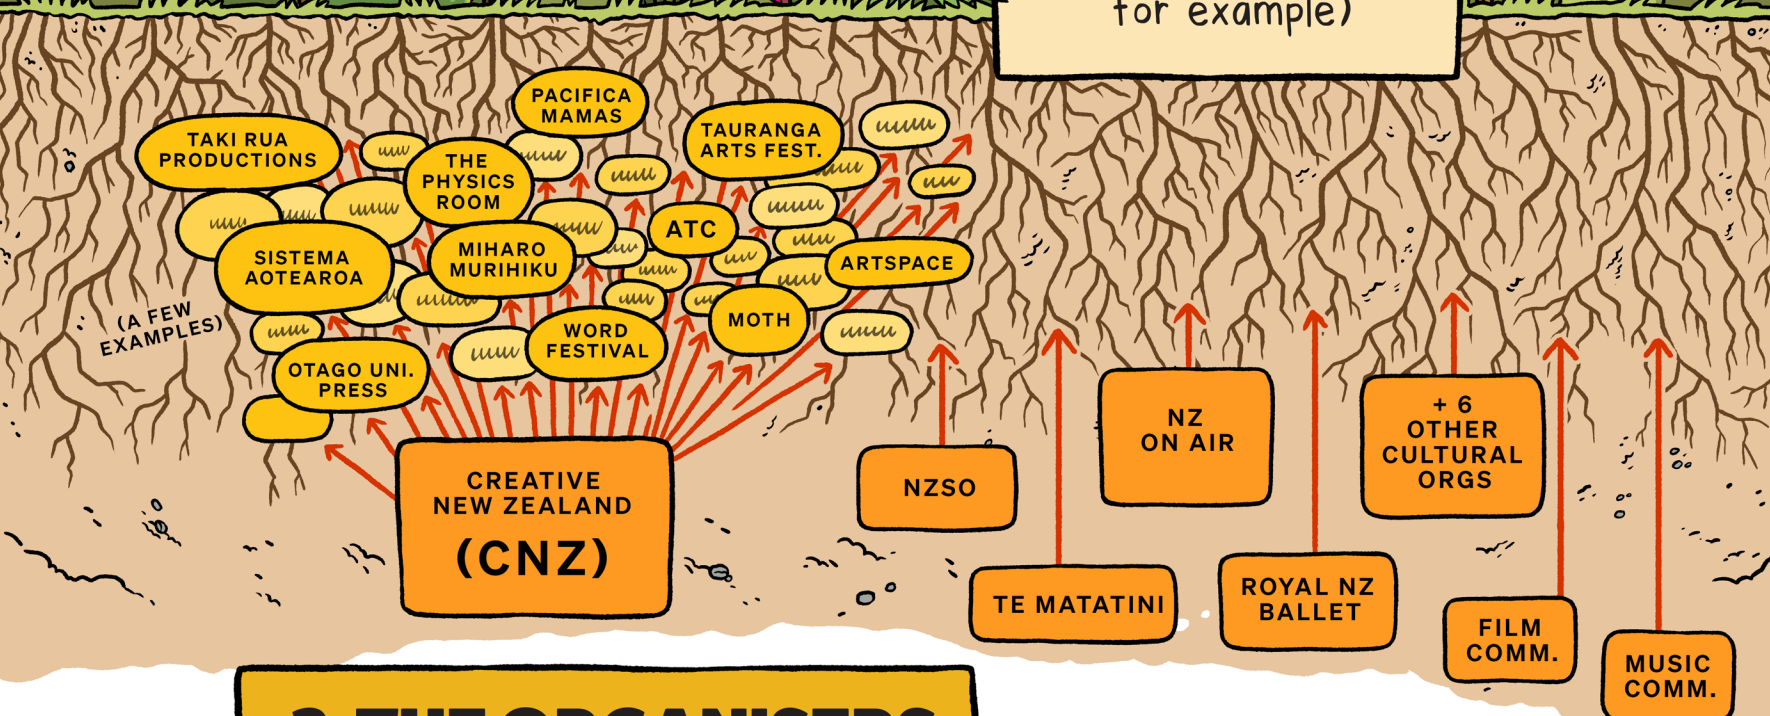 for example)
PACIFICA
MAMAS
TAKI RUA
PRODUCTIONS
THE
PHYSICS
ROOM
TAURANGA
ARTS FEST.
ATC
SISTEMA
AOTEAROA
MIHARO
MURIHIKU
ARTSPACE
(A FEW
EXAMPLES)
WORD
FESTIVAL
MOTH
OTAGO UNI.
PRESS
CREATIVE
NEW ZEALAND
(CNZ)
NZSO
TE MATATINI
NZ
ON AIR
ROYAL NZ
BALLET
+ 6
OTHER
CULTURAL
ORGS
FILM
COMM.
MUSIC
COMM.
THE ORGANISERS